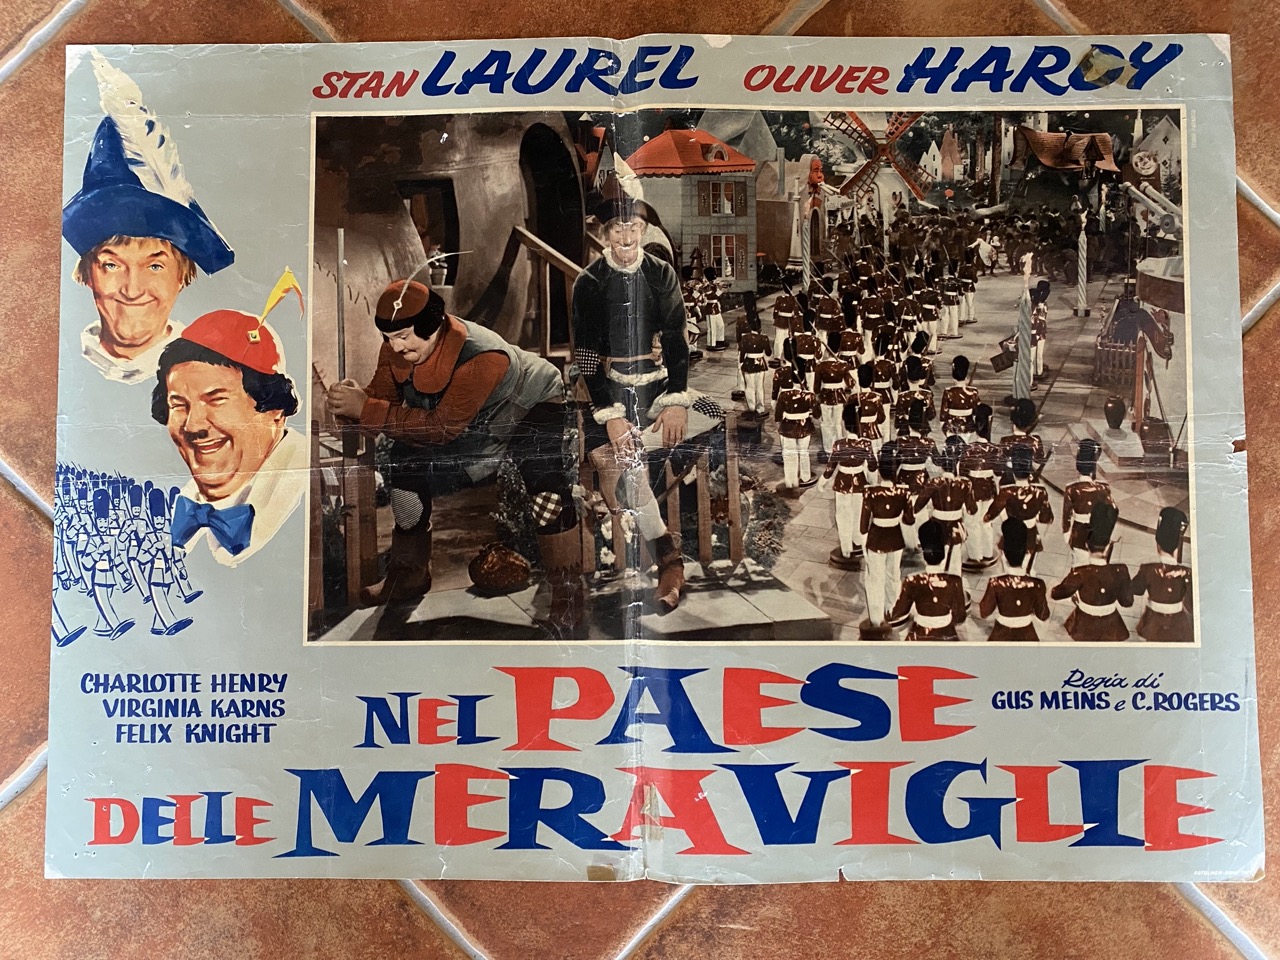 STAN LAUREL OLIVER HARDY
CHARLOTTE HENRY
VIRGINIA KARNS
FELIX KNIGHT
Regia di
GUS MEINS e C. ROGERS
NEL PAESE
DELLE MERAVIGLIE